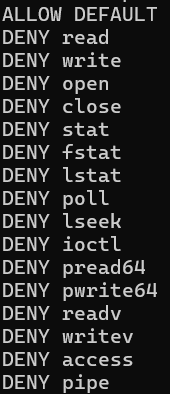 ALLOW DEFAULT
DENY read
DENY write
DENY open
DENY close
DENY stat
DENY fstat
DENY lstat
DENY poll
DENY lseek
DENY ioctl
DENY pread64
DENY pwrite64
DENY readv
DENY writev
DENY access
DENY pipe